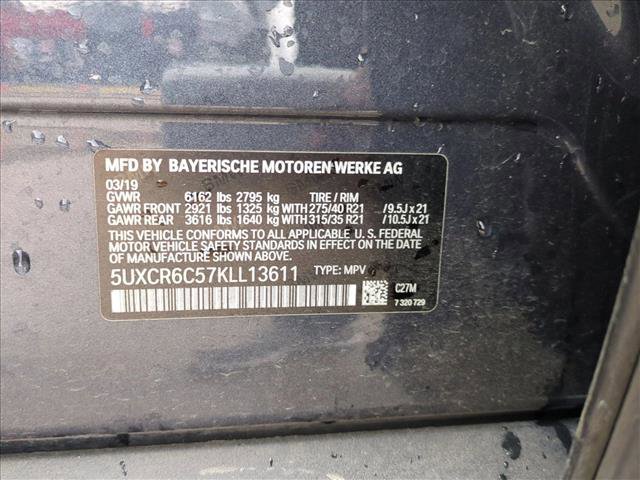 MFD BY BAYERISCHE MOTOREN WERKE AG
03/19
GVWR 6162 lbs 2795 kg TIRE / RIM
GAWR FRONT 2921 lbs 1325 kg WITH 275/40 R21 /9.5J x 21
GAWR REAR 3616 lbs 1640 kg WITH 315/35 R21 /10.5J x 21
THIS VEHICLE CONFORMS TO ALL APPLICABLE U. S. FEDERAL
MOTOR VEHICLE SAFETY STANDARDS IN EFFECT ON THE DATE
OF MANUFACTURE SHOWN ABOVE.
5UXCR6C57KLL13611 TYPE: MPV
C27M
7 320 729